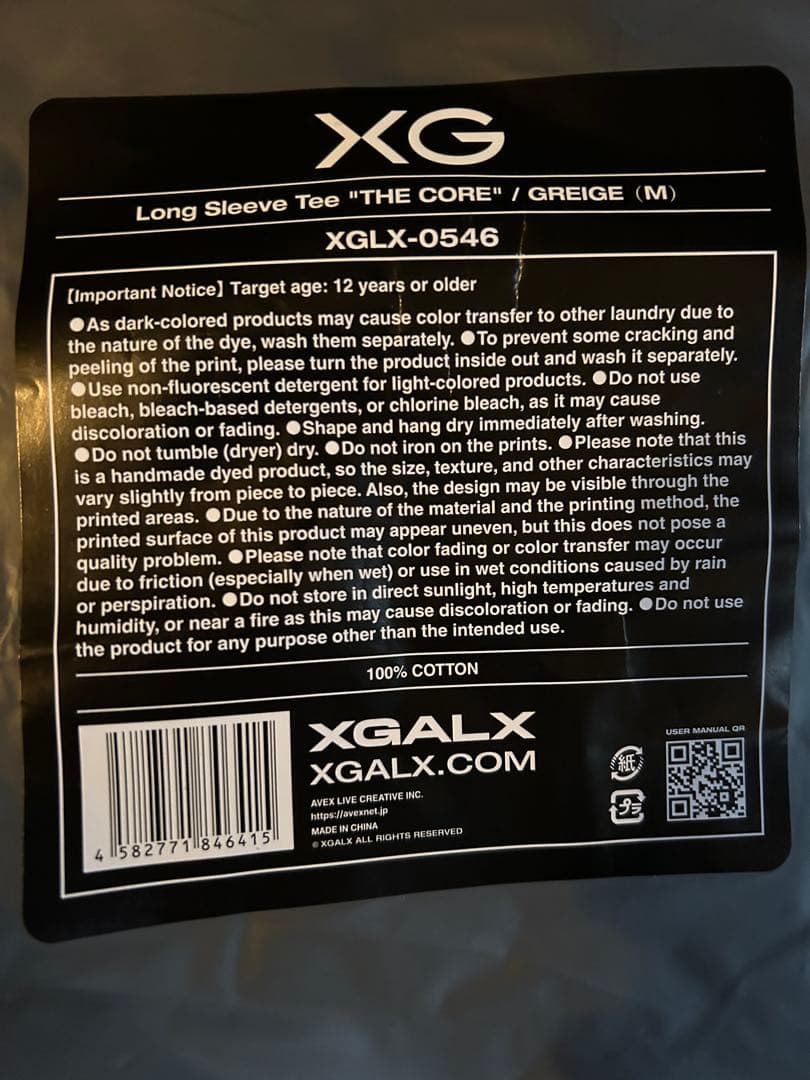 XG
Long Sleeve Tee "THE CORE" / GREIGE（M）
XGLX-0546
【Important Notice】Target age: 12 years or older
●As dark-colored products may cause color transfer to other laundry due to
the nature of the dye, wash them separately. ●To prevent some cracking and
peeling of the print, please turn the product inside out and wash it separately.
●Use non-fluorescent detergent for light-colored products. ●Do not use
bleach, bleach-based detergents, or chlorine bleach, as it may cause
discoloration or fading. ●Shape and hang dry immediately after washing.
●Do not tumble (dryer) dry. ●Do not iron on the prints. ●Please note that this
is a handmade dyed product, so the size, texture, and other characteristics may
vary slightly from piece to piece. Also, the design may be visible through the
printed areas. ●Due to the nature of the material and the printing method, the
printed surface of this product may appear uneven, but this does not pose a
quality problem. ●Please note that color fading or color transfer may occur
due to friction (especially when wet) or use in wet conditions caused by rain
or perspiration. ●Do not store in direct sunlight, high temperatures and
humidity, or near a fire as this may cause discoloration or fading. ●Do not use
the product for any purpose other than the intended use.
100% COTTON
4 582771 846415
XGALX
XGALX.COM
AVEX LIVE CREATIVE INC.
https://avexnet.jp
MADE IN CHINA
© XGALX ALL RIGHTS RESERVED
紙
プラ
USER MANUAL QR